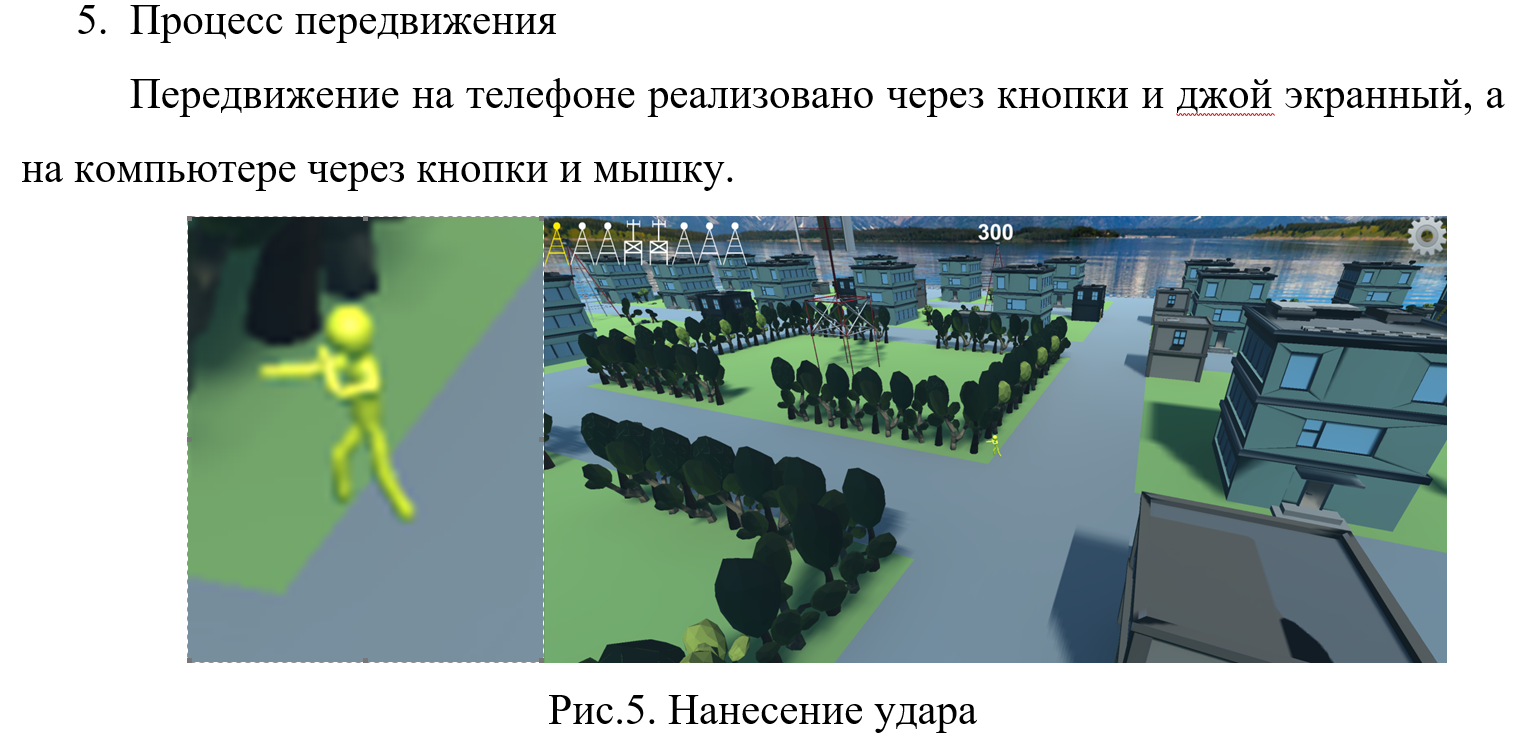 5. Процесс передвижения
Передвижение на телефоне реализовано через кнопки и джой экранный, а
на компьютере через кнопки и мышку.
300
Рис.5. Нанесение удара